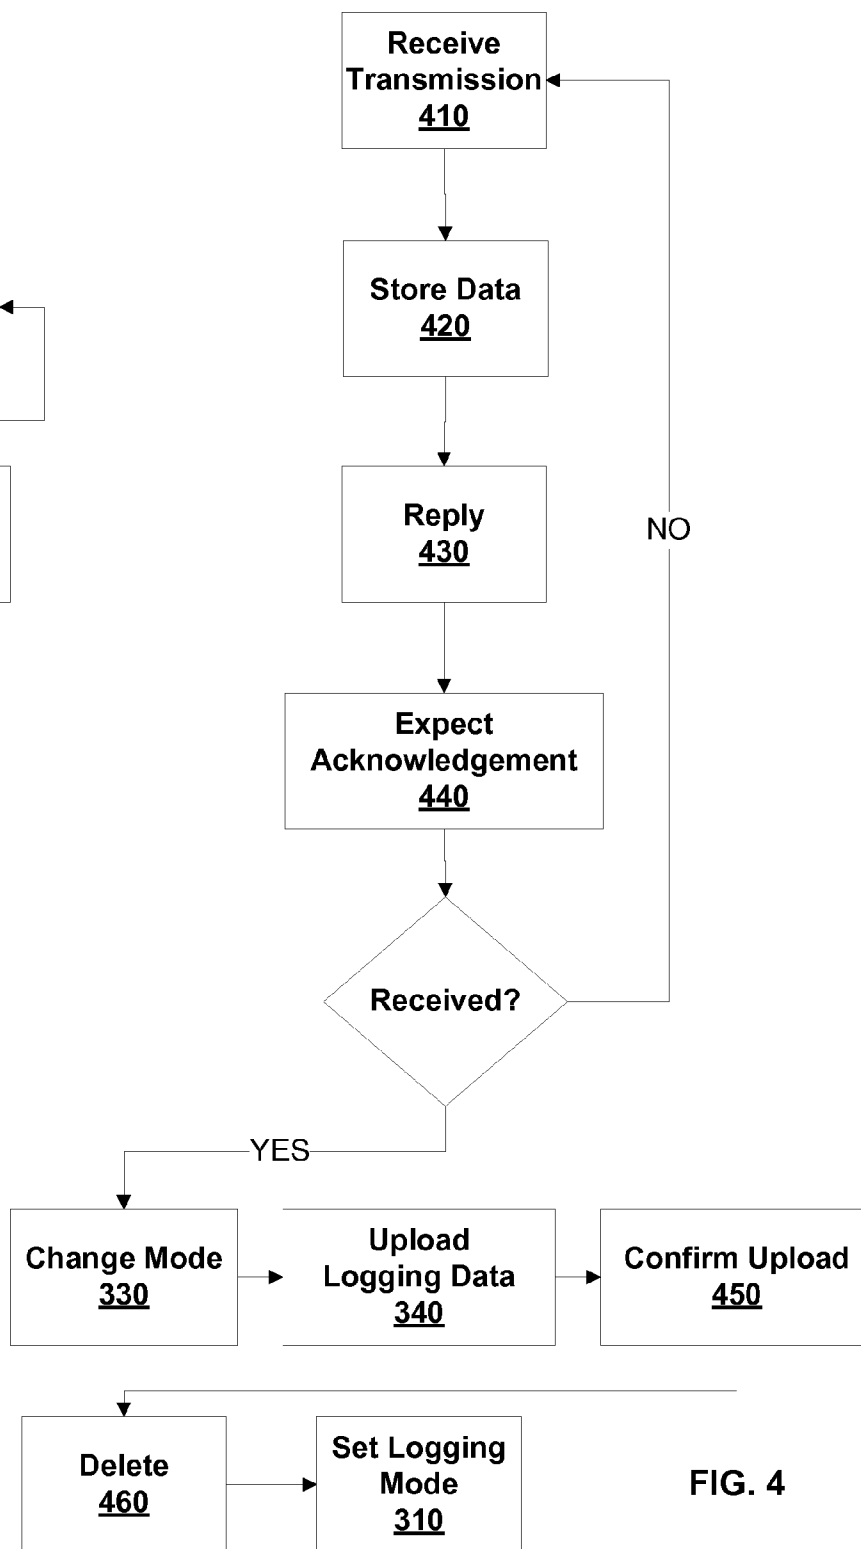 Receive
Transmission
410
Store Data
420
Reply
430
NO
Expect
Acknowledgement
440
Received?
YES
Change Mode
330
Upload
Logging Data
340
Confirm Upload
450
Delete
460
Set Logging
Mode
310
FIG. 4